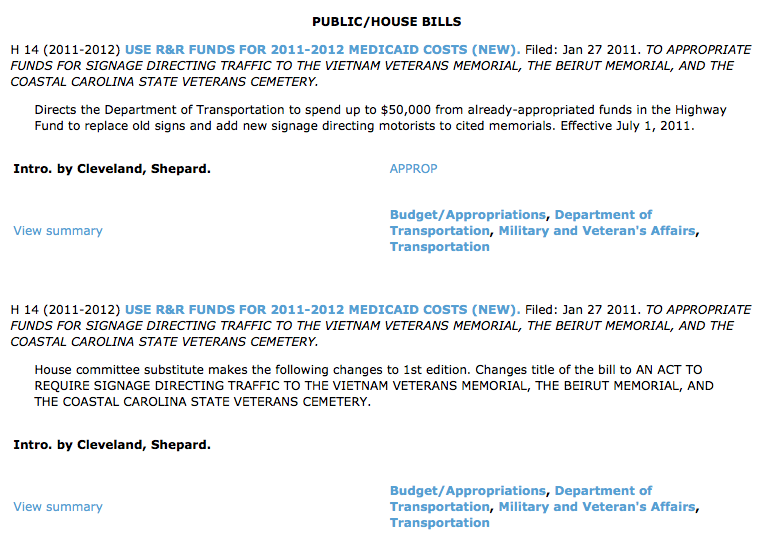 PUBLIC/HOUSE BILLS
H 14 (2011-2012) USE R&R FUNDS FOR 2011-2012 MEDICAID COSTS (NEW). Filed: Jan 27 2011. TO APPROPRIATE
FUNDS FOR SIGNAGE DIRECTING TRAFFIC TO THE VIETNAM VETERANS MEMORIAL, THE BEIRUT MEMORIAL, AND THE
COASTAL CAROLINA STATE VETERANS CEMETERY.
Directs the Department of Transportation to spend up to $50,000 from already-appropriated funds in the Highway
Fund to replace old signs and add new signage directing motorists to cited memorials. Effective July 1, 2011.
Intro. by Cleveland, Shepard.
APPROP
View summary
Budget/Appropriations, Department of
Transportation, Military and Veteran's Affairs,
Transportation
H 14 (2011-2012) USE R&R FUNDS FOR 2011-2012 MEDICAID COSTS (NEW). Filed: Jan 27 2011. TO APPROPRIATE
FUNDS FOR SIGNAGE DIRECTING TRAFFIC TO THE VIETNAM VETERANS MEMORIAL, THE BEIRUT MEMORIAL, AND THE
COASTAL CAROLINA STATE VETERANS CEMETERY.
House committee substitute makes the following changes to 1st edition. Changes title of the bill to AN ACT TO
REQUIRE SIGNAGE DIRECTING TRAFFIC TO THE VIETNAM VETERANS MEMORIAL, THE BEIRUT MEMORIAL, AND
THE COASTAL CAROLINA STATE VETERANS CEMETERY.
Intro. by Cleveland, Shepard.
View summary
Budget/Appropriations, Department of
Transportation, Military and Veteran's Affairs,
Transportation